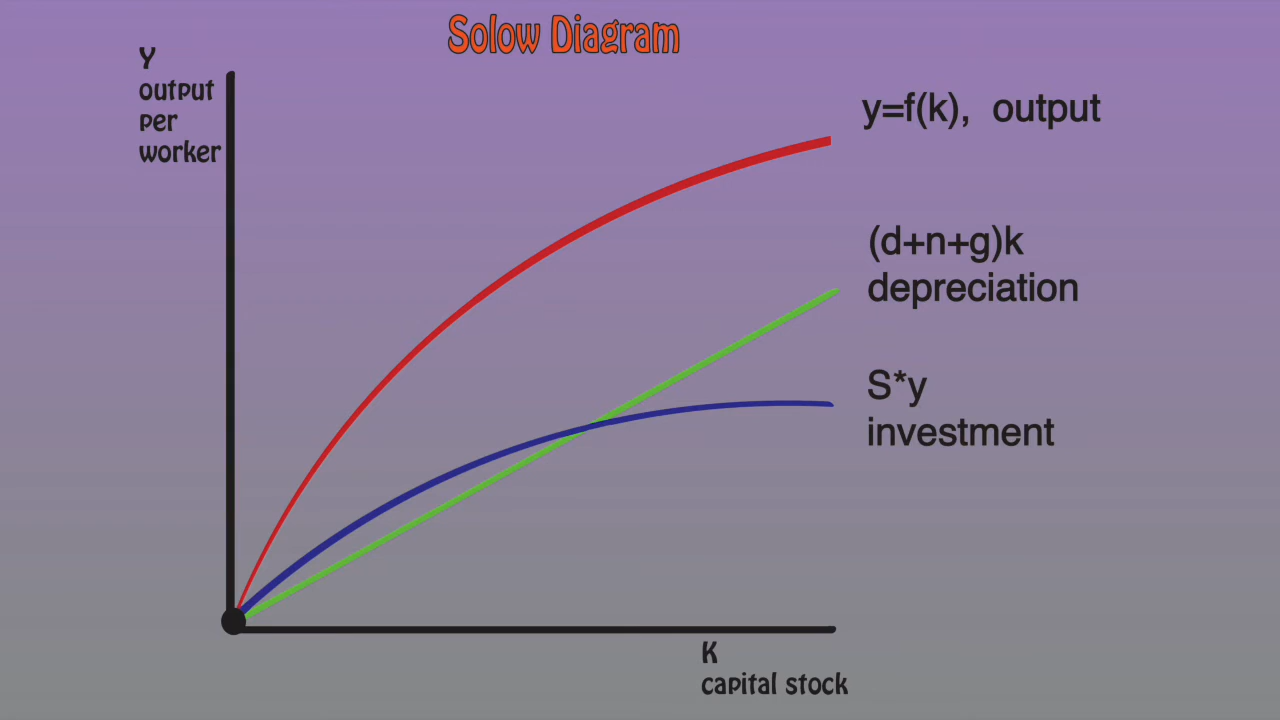 Solow Diagram
Y
output
per
worker
y=f(k),  output
(d+n+g)k
depreciation
S*y
investment
K
capital stock